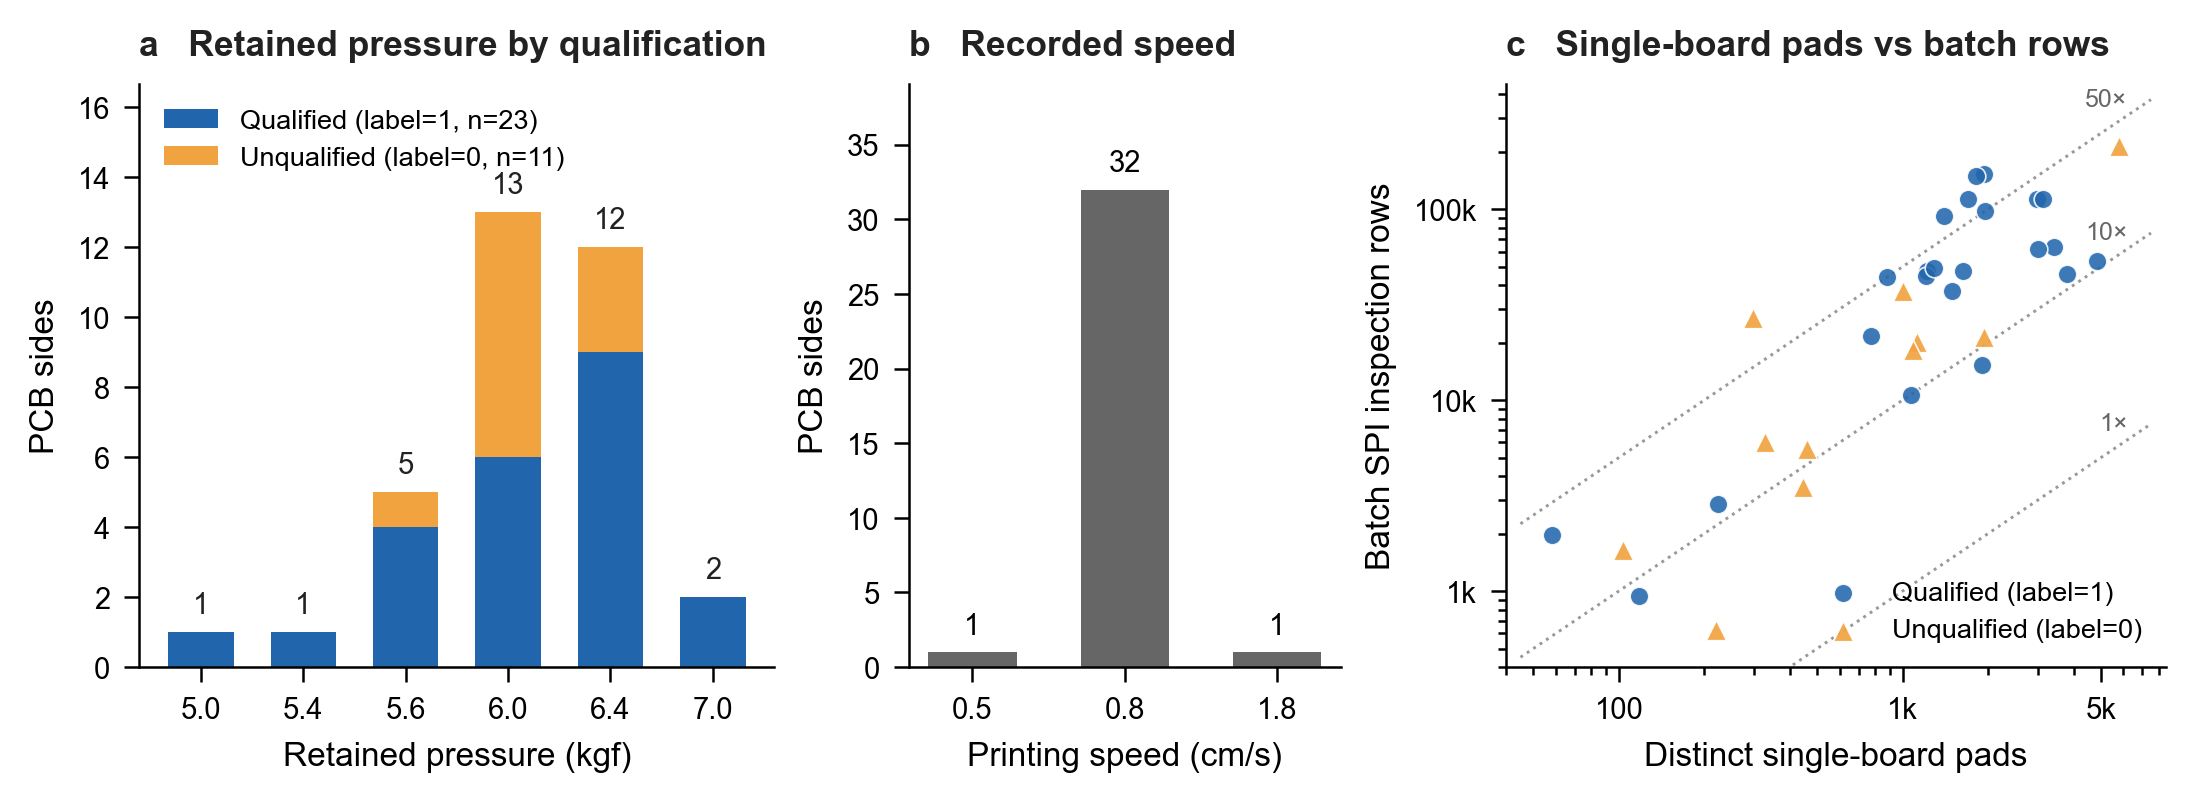 a Retained pressure by qualification
PCB sides
16
14
12
10
8
6
4
2
0
Qualified (label=1, n=23)
Unqualified (label=0, n=11)
1
1
5
13
12
2
5.0 5.4 5.6 6.0 6.4 7.0
Retained pressure (kgf)
b Recorded speed
PCB sides
35
30
25
20
15
10
5
0
1
32
1
0.5 0.8 1.8
Printing speed (cm/s)
c Single-board pads vs batch rows
Batch SPI inspection rows
100k
10k
1k
50×
10×
1×
Qualified (label=1)
Unqualified (label=0)
100 1k 5k
Distinct single-board pads